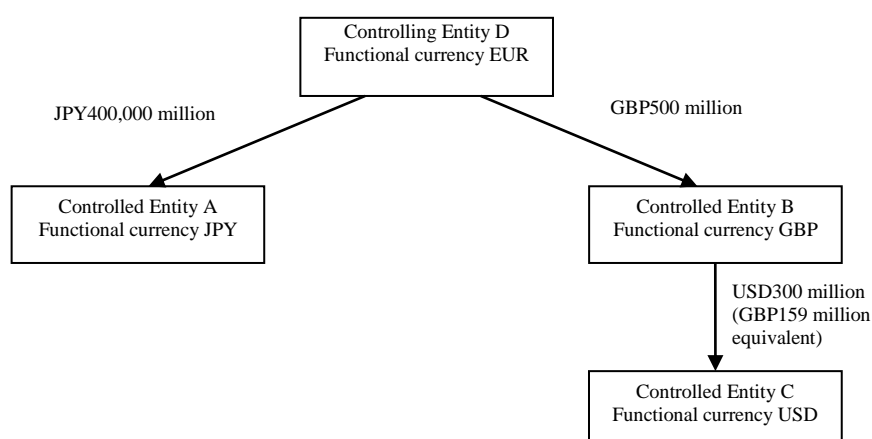 Controlling Entity D
Functional currency EUR
JPY400,000 million
GBP500 million
Controlled Entity A
Functional currency JPY
Controlled Entity B
Functional currency GBP
USD300 million
(GBP159 million
equivalent)
Controlled Entity C
Functional currency USD